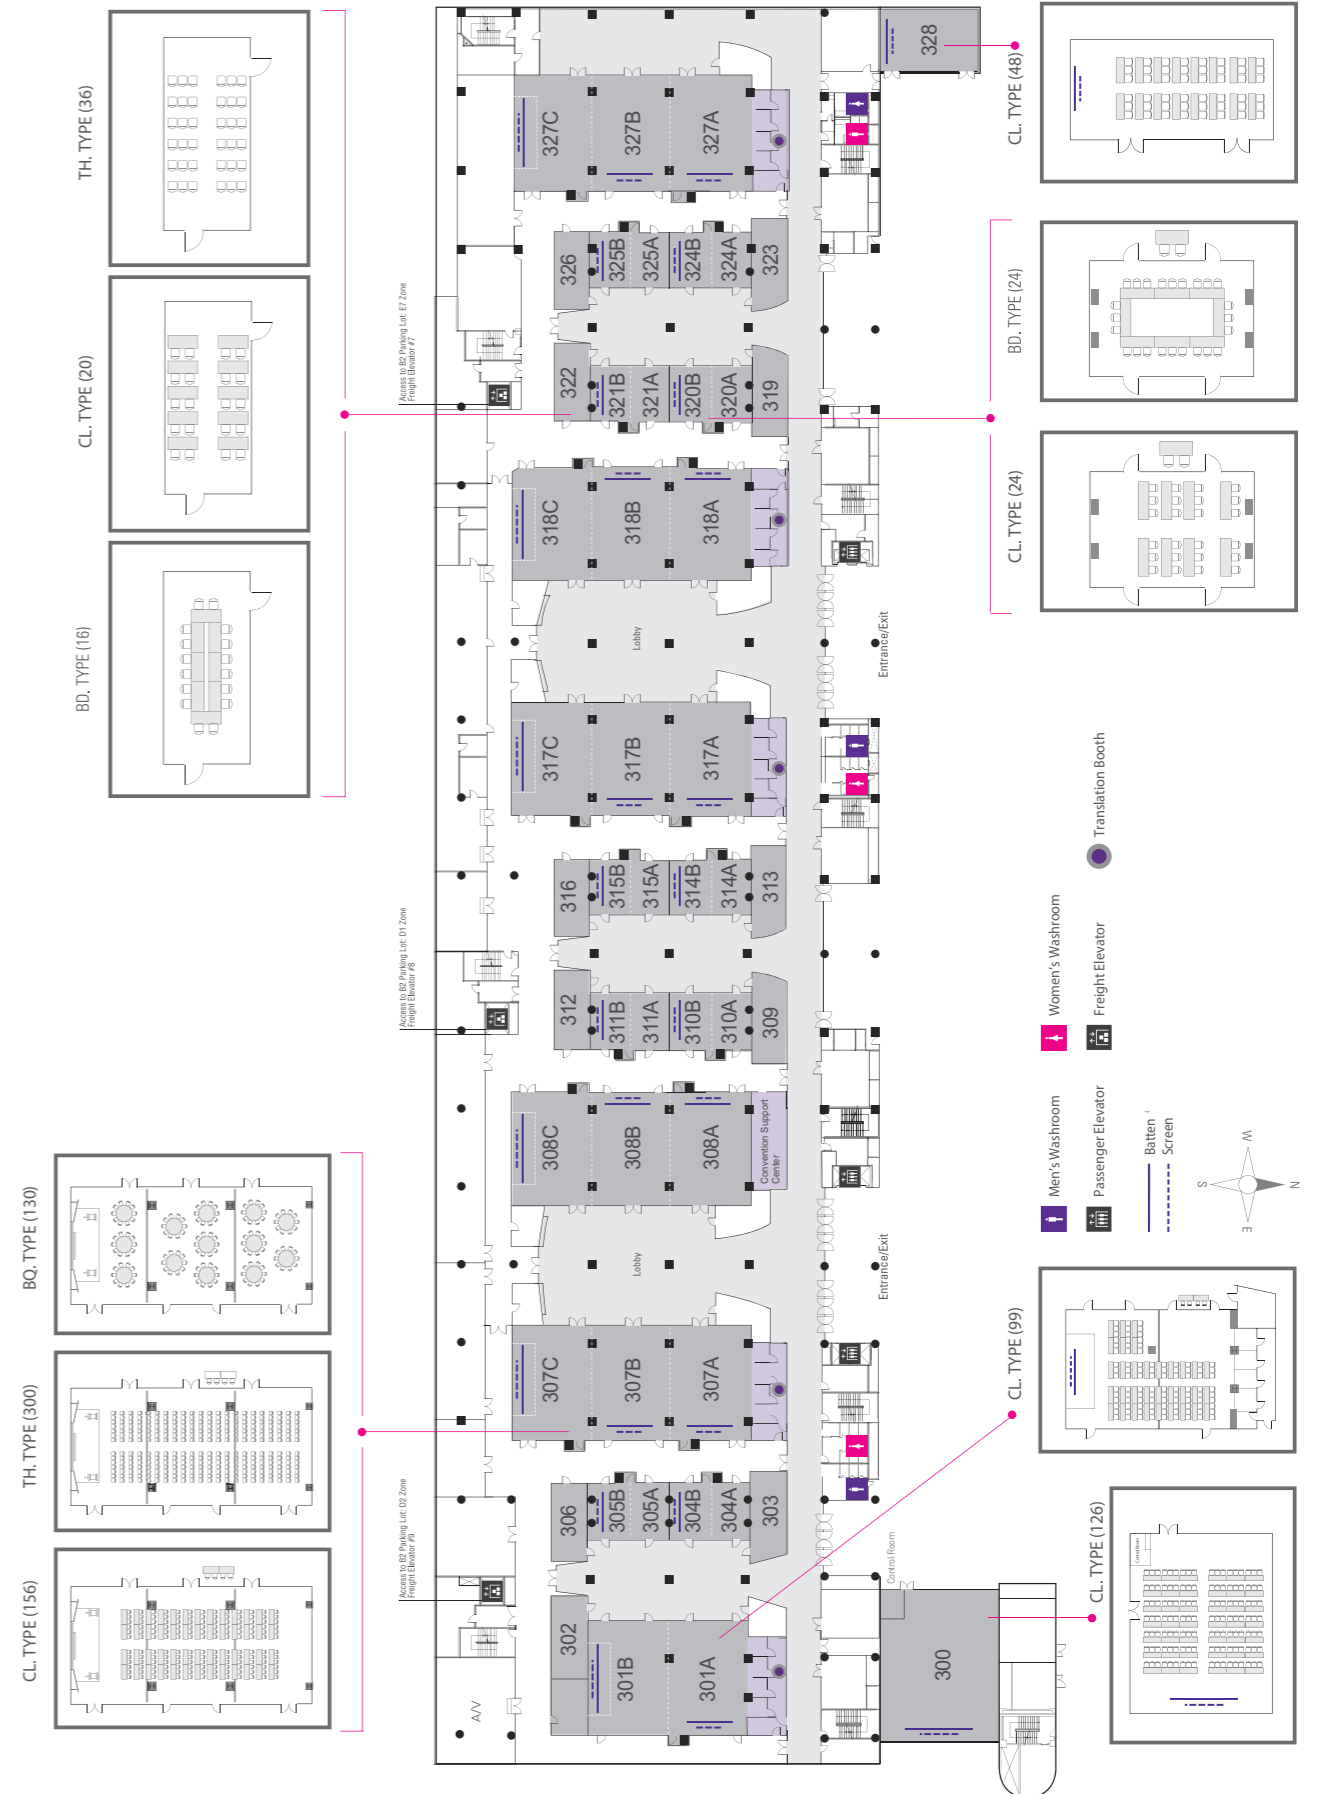 TH. TYPE (36)
CL. TYPE (20)
BD. TYPE (16)
BQ. TYPE (130)
TH. TYPE (300)
CL. TYPE (156)
CL. TYPE (48)
BD. TYPE (24)
CL. TYPE (24)
CL. TYPE (99)
CL. TYPE (126)
Control Room
Access to B2 Parking Lot: E7 Zone
Freight Elevator #7
Access to B2 Parking Lot: D1 Zone
Freight Elevator #8
Access to B2 Parking Lot: D2 Zone
Freight Elevator #9
328
327C
327B
327A
326
325B
325A
324B
324A
323
322
321B
321A
320B
320A
319
318C
318B
318A
Lobby
Entrance/Exit
317C
317B
317A
316
315B
315A
314B
314A
313
312
311B
311A
310B
310A
309
308C
308B
308A
Convention Support
Center
Lobby
Entrance/Exit
307C
307B
307A
306
305B
305A
304B
304A
303
302
301B
301A
300
Control Room
A/V
Men's Washroom
Women's Washroom
Passenger Elevator
Freight Elevator
Translation Booth
Batten
Screen
S
W
E
N